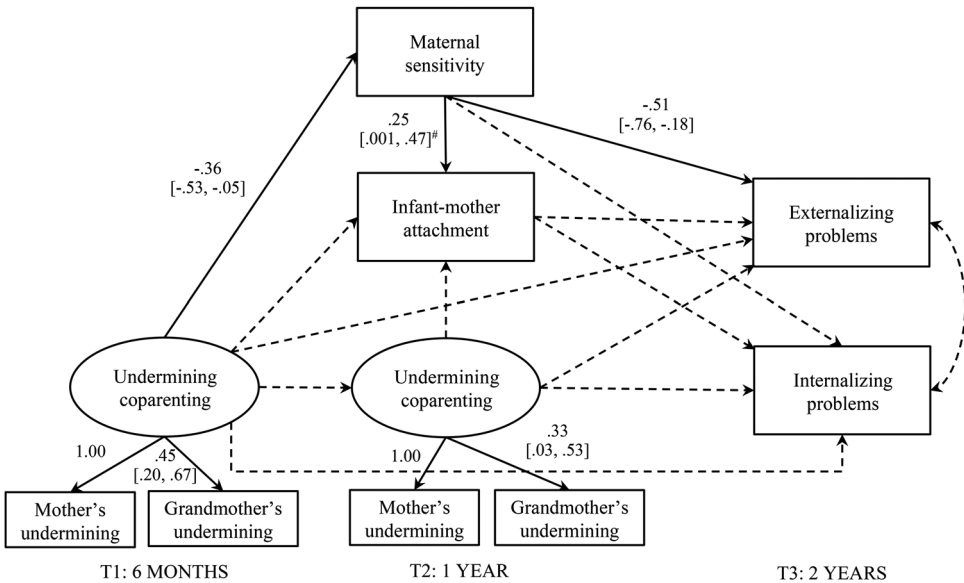 Maternal
sensitivity
-.51
[-.76, -.18]
.25
[.001, .47]#
-.36
[-.53, -.05]
Infant-mother
attachment
Externalizing
problems
Undermining
coparenting
Undermining
coparenting
Internalizing
problems
1.00
.45
[.20, .67]
1.00
.33
[.03, .53]
Mother's
undermining
Grandmother's
undermining
Mother's
undermining
Grandmother's
undermining
T1: 6 MONTHS
T2: 1 YEAR
T3: 2 YEARS